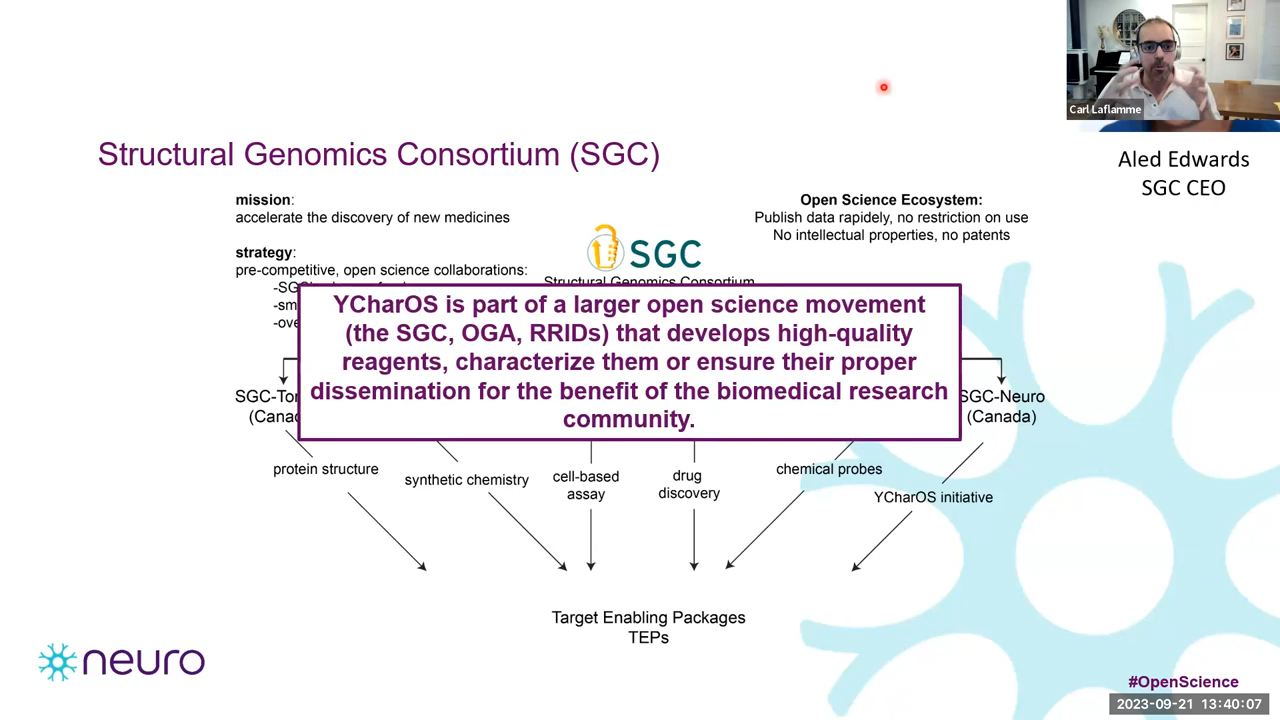 Carl Laflamme
Structural Genomics Consortium (SGC)
Aled Edwards
SGC CEO
mission:
accelerate the discovery of new medicines
strategy:
pre-competitive, open science collaborations:
SGC
Structural Genomics Consortium
Open Science Ecosystem:
Publish data rapidly, no restriction on use
No intellectual properties, no patents
YCharOS is part of a larger open science movement
(the SGC, OGA, RRIDs) that develops high-quality
reagents, characterize them or ensure their proper
dissemination for the benefit of the biomedical research
community.
SGC-Neuro
(Canada)
protein structure
synthetic chemistry
cell-based
assay
drug
discovery
chemical probes
YCharOS initiative
Target Enabling Packages
TEPs
neuro
#OpenScience
2023-09-21 13:40:07